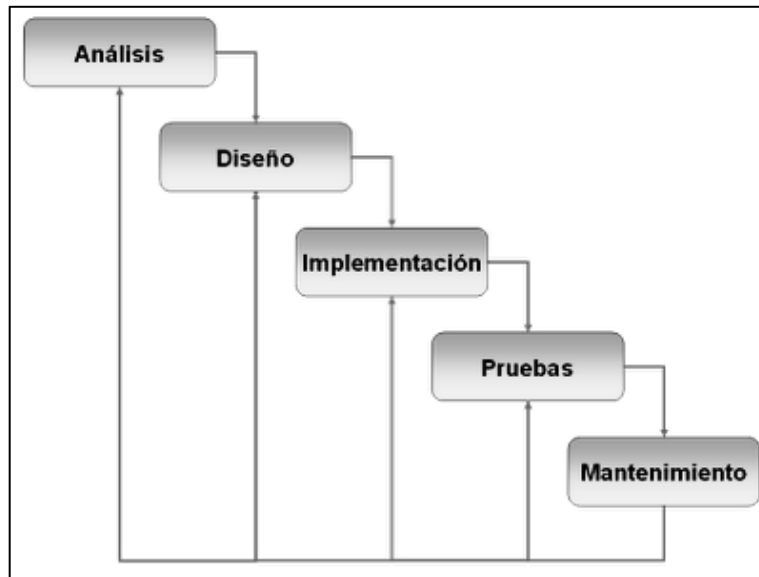 Análisis
Diseño
Implementación
Pruebas
Mantenimiento